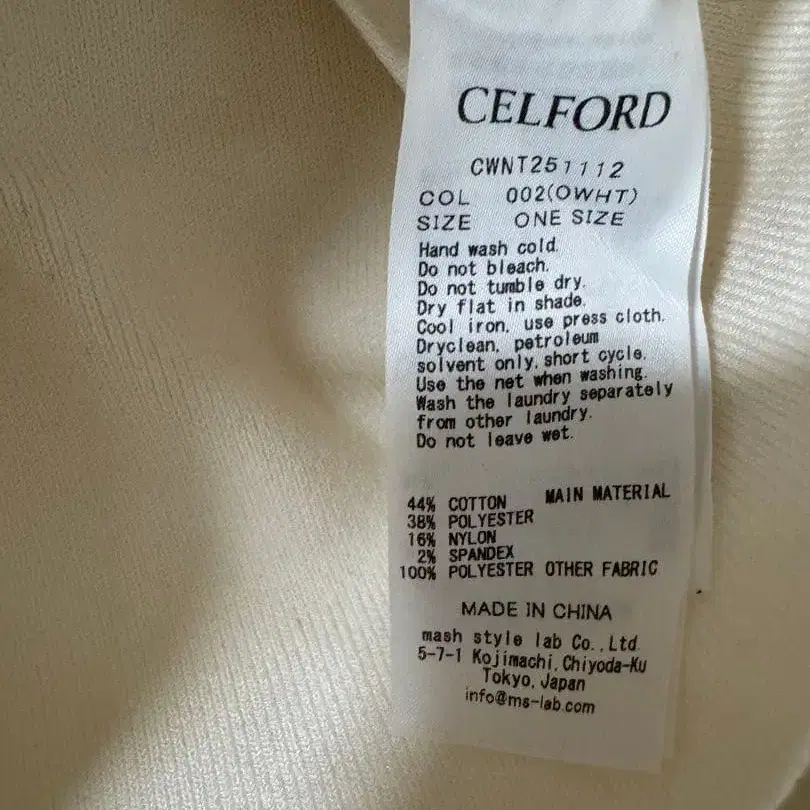 CELFORD
CWNT251112
COL 002(OWHT)
SIZE ONE SIZE
Hand wash cold.
Do not bleach.
Do not tumble dry.
Dry flat in shade.
Cool iron, use press cloth.
Dryclean, petroleum
solvent only, short cycle.
Use the net when washing.
Wash the laundry separately
from other laundry.
Do not leave wet.
44% COTTON MAIN MATERIAL
38% POLYESTER
16% NYLON
2% SPANDEX
100% POLYESTER OTHER FABRIC
MADE IN CHINA
mash style lab Co.,Ltd.
5-7-1 Kojimachi,Chiyoda-Ku
Tokyo,Japan
info@ms-lab.com